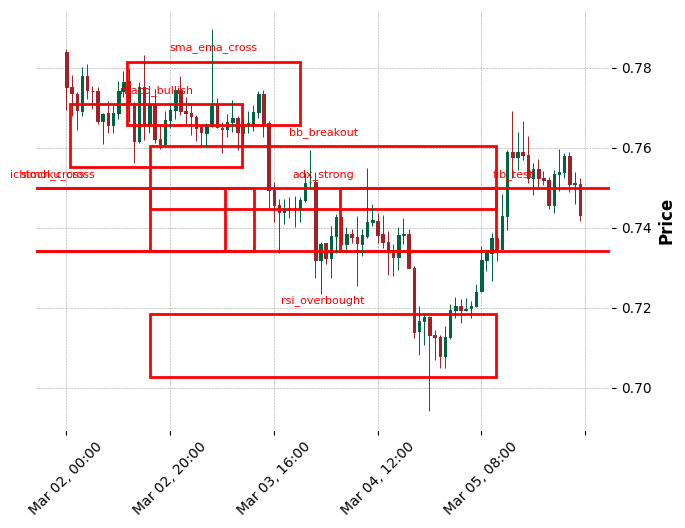 sma_ema_cross
bb_breakout
adx_strong
fib_test
rsi_overbought
0.78
0.76
0.74
0.72
0.70
Price
Mar 02, 00:00
Mar 02, 20:00
Mar 03, 16:00
Mar 04, 12:00
Mar 05, 08:00